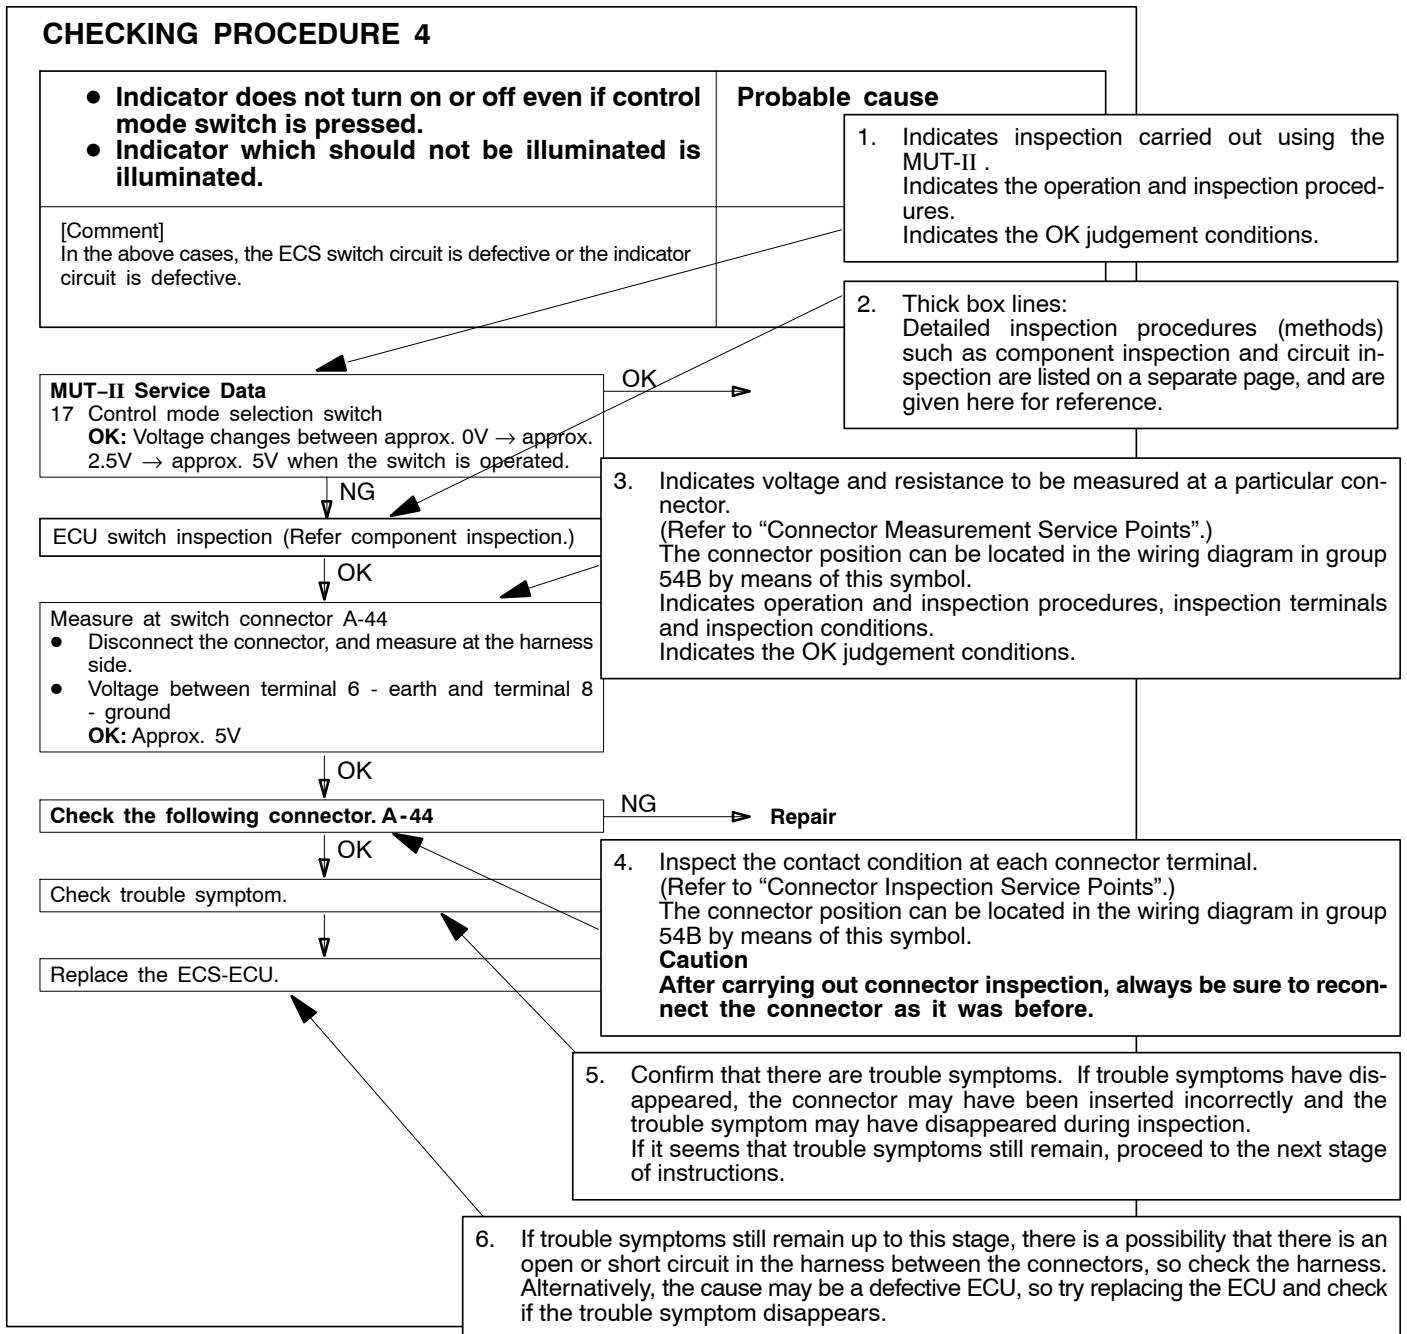 CHECKING PROCEDURE 4
● Indicator does not turn on or off even if control
mode switch is pressed.
● Indicator which should not be illuminated is
illuminated.
Probable cause
[Comment]
In the above cases, the ECS switch circuit is defective or the indicator
circuit is defective.
1. Indicates inspection carried out using the
MUT-II .
Indicates the operation and inspection proced-
ures.
Indicates the OK judgement conditions.
2. Thick box lines:
Detailed inspection procedures (methods)
such as component inspection and circuit in-
spection are listed on a separate page, and are
given here for reference.
MUT–II Service Data
17 Control mode selection switch
OK: Voltage changes between approx. 0V → approx.
2.5V → approx. 5V when the switch is operated.
OK
NG
ECU switch inspection (Refer component inspection.)
OK
3. Indicates voltage and resistance to be measured at a particular con-
nector.
(Refer to “Connector Measurement Service Points”.)
The connector position can be located in the wiring diagram in group
54B by means of this symbol.
Indicates operation and inspection procedures, inspection terminals
and inspection conditions.
Indicates the OK judgement conditions.
Measure at switch connector A-44
● Disconnect the connector, and measure at the harness
side.
● Voltage between terminal 6 - earth and terminal 8
- ground
OK: Approx. 5V
OK
Check the following connector. A-44
NG
Repair
OK
4. Inspect the contact condition at each connector terminal.
(Refer to “Connector Inspection Service Points”.)
The connector position can be located in the wiring diagram in group
54B by means of this symbol.
Caution
After carrying out connector inspection, always be sure to recon-
nect the connector as it was before.
Check trouble symptom.
Replace the ECS-ECU.
5. Confirm that there are trouble symptoms. If trouble symptoms have dis-
appeared, the connector may have been inserted incorrectly and the
trouble symptom may have disappeared during inspection.
If it seems that trouble symptoms still remain, proceed to the next stage
of instructions.
6. If trouble symptoms still remain up to this stage, there is a possibility that there is an
open or short circuit in the harness between the connectors, so check the harness.
Alternatively, the cause may be a defective ECU, so try replacing the ECU and check
if the trouble symptom disappears.